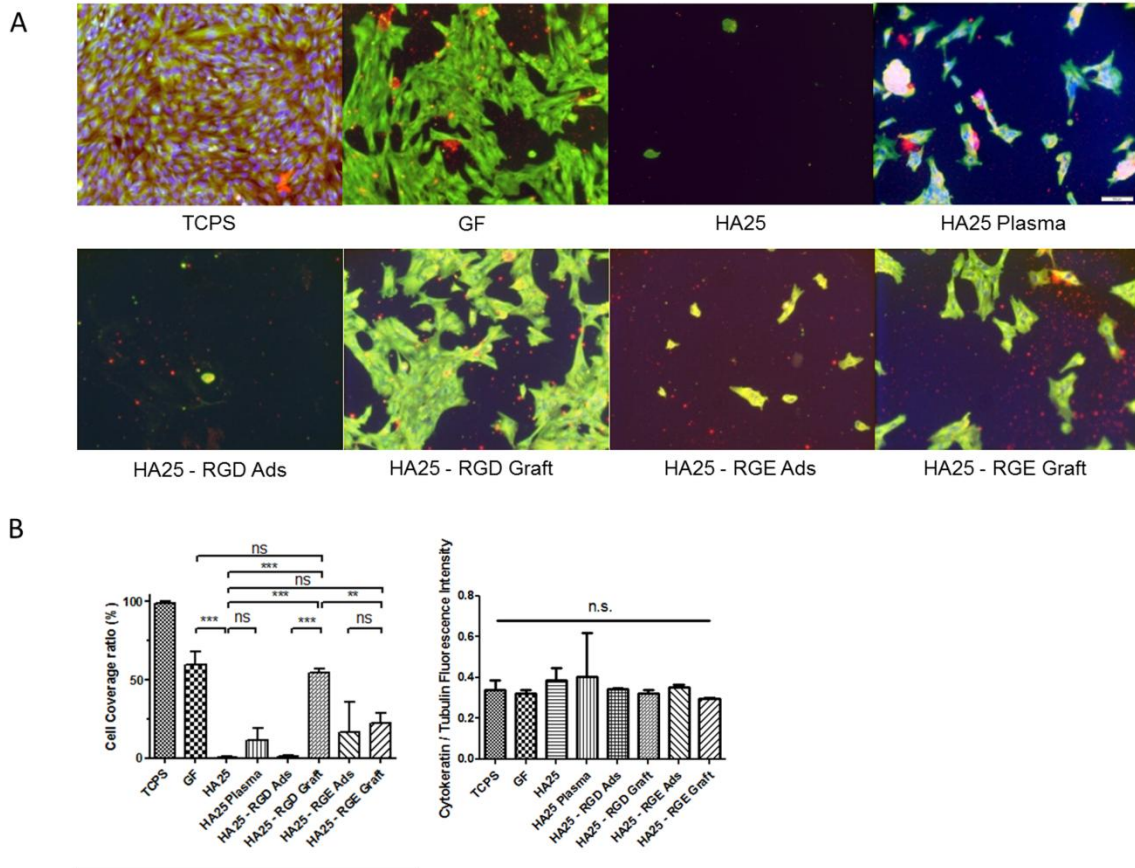 A
TCPS
GF
HA25
HA25 Plasma
HA25 - RGD Ads
HA25 - RGD Graft
HA25 - RGE Ads
HA25 - RGE Graft
B
ns
***
ns
***
**
***
ns
***
ns
Cell Coverage ratio (% )
100
50
0
TCPS
GF
HA25
HA25 Plasma
HA25 - RGD Ads
HA25 - RGD Graft
HA25 - RGE Ads
HA25 - RGE Graft
n.s.
Cytokeratin / Tubulin Fluorescence Intensity
0.8
0.6
0.4
0.2
0.0
TCPS
GF
HA25
HA25 Plasma
HA25 - RGD Ads
HA25 - RGD Graft
HA25 - RGE Ads
HA25 - RGE Graft